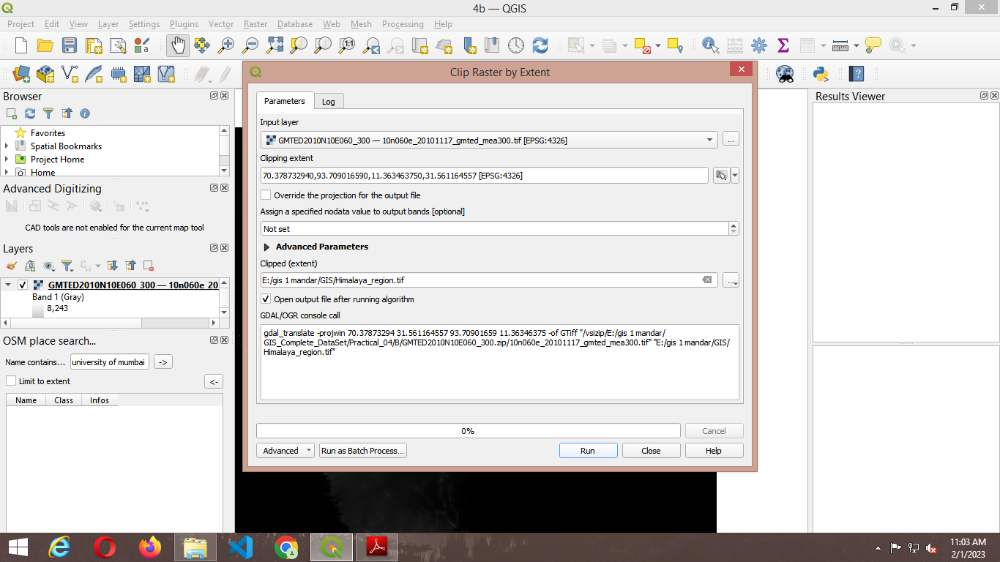 4b — QGIS
Project Edit View Layer Settings Plugins Vector Raster Database Web Mesh Processing Help
Clip Raster by Extent
Parameters
Log
Input layer
GMTED2010N10E060_300 — 10n060e_20101117_gmted_mea300.tif [EPSG:4326]
...
Clipping extent
70.378732940,93.709016590,11.363463750,31.561164557 [EPSG:4326]
Override the projection for the output file
Assign a specified nodata value to output bands [optional]
Not set
Advanced Parameters
Clipped (extent)
E:/gis 1 mandar/GIS/Himalaya_region.tif
...
Open output file after running algorithm
GDAL/OGR console call
gdal_translate -projwin 70.37873294 31.561164557 93.70901659 11.36346375 -of GTiff "/vsizip/E:/gis 1 mandar/
GIS_Complete_DataSet/Practical_04/B/GMTED2010N10E060_300.zip/10n060e_20101117_gmted_mea300.tif" "E:/gis 1 mandar/GIS/
Himalaya_region.tif"
0%
Cancel
Advanced
Run as Batch Process...
Run
Close
Help
Browser
Favorites
Spatial Bookmarks
Project Home
Home
Advanced Digitizing
CAD tools are not enabled for the current map tool
Layers
GMTED2010N10E060_300 — 10n060e_20
Band 1 (Gray)
8,243
OSM place search...
Name contains... university of mumbai ->
Limit to extent <-
Name Class Infos
Results Viewer
11:03 AM
2/1/2023